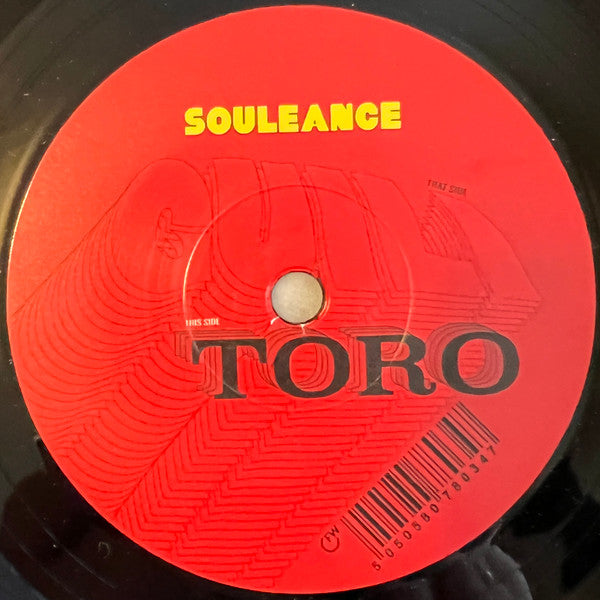 SOULEANCE
THAT SIDE
THIS SIDE
TORO
5 050580 780347